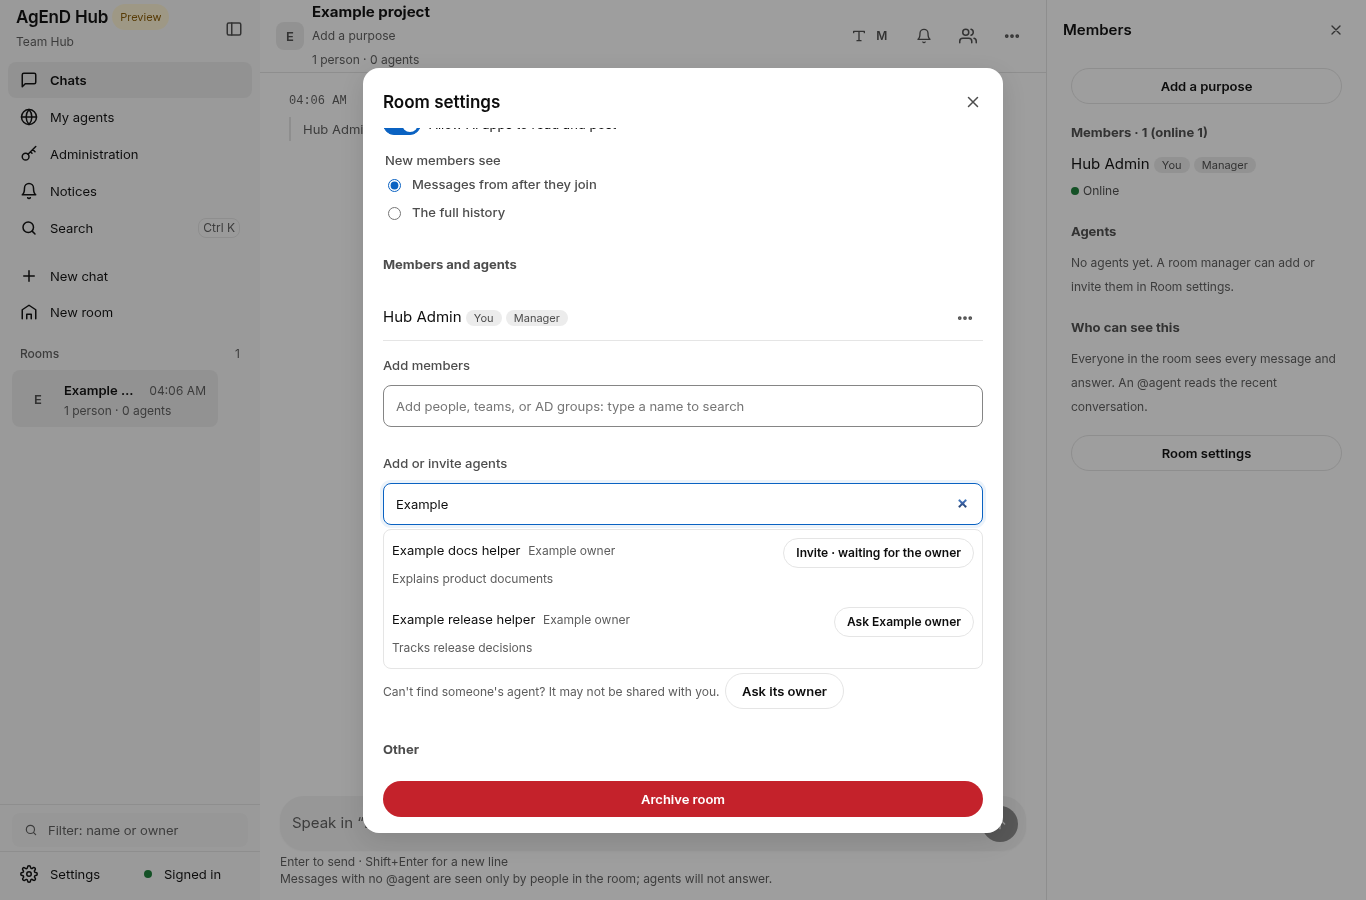 AgEnD Hub Preview
Team Hub
Chats
My agents
Administration
Notices
Search Ctrl K
New chat
New room
Rooms 1
E Example ... 04:06 AM
1 person · 0 agents
Filter: name or owner
Settings Signed in
E Example project
Add a purpose
1 person · 0 agents
T M
04:06 AM
Hub Admi
Room settings
Allow AI apps to read and post
New members see
Messages from after they join
The full history
Members and agents
Hub Admin You Manager
Add members
Add people, teams, or AD groups: type a name to search
Add or invite agents
Example
Example docs helper Example owner Invite · waiting for the owner
Explains product documents
Example release helper Example owner Ask Example owner
Tracks release decisions
Can't find someone's agent? It may not be shared with you. Ask its owner
Other
Archive room
Speak in “
Enter to send · Shift+Enter for a new line
Messages with no @agent are seen only by people in the room; agents will not answer.
Members
Add a purpose
Members · 1 (online 1)
Hub Admin You Manager
Online
Agents
No agents yet. A room manager can add or
invite them in Room settings.
Who can see this
Everyone in the room sees every message and
answer. An @agent reads the recent
conversation.
Room settings